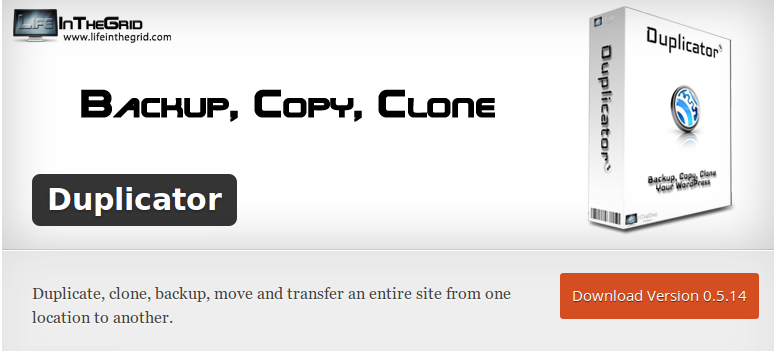 LIFE INTHEGRID
www.lifeinthegrid.com
BACKUP, COPY, CLONE
Duplicator
Duplicator
Duplicator
Backup, Copy, Clone
Your WordPress
InTheGrid
Duplicate, clone, backup, move and transfer an entire site from one
location to another.
Download Version 0.5.14